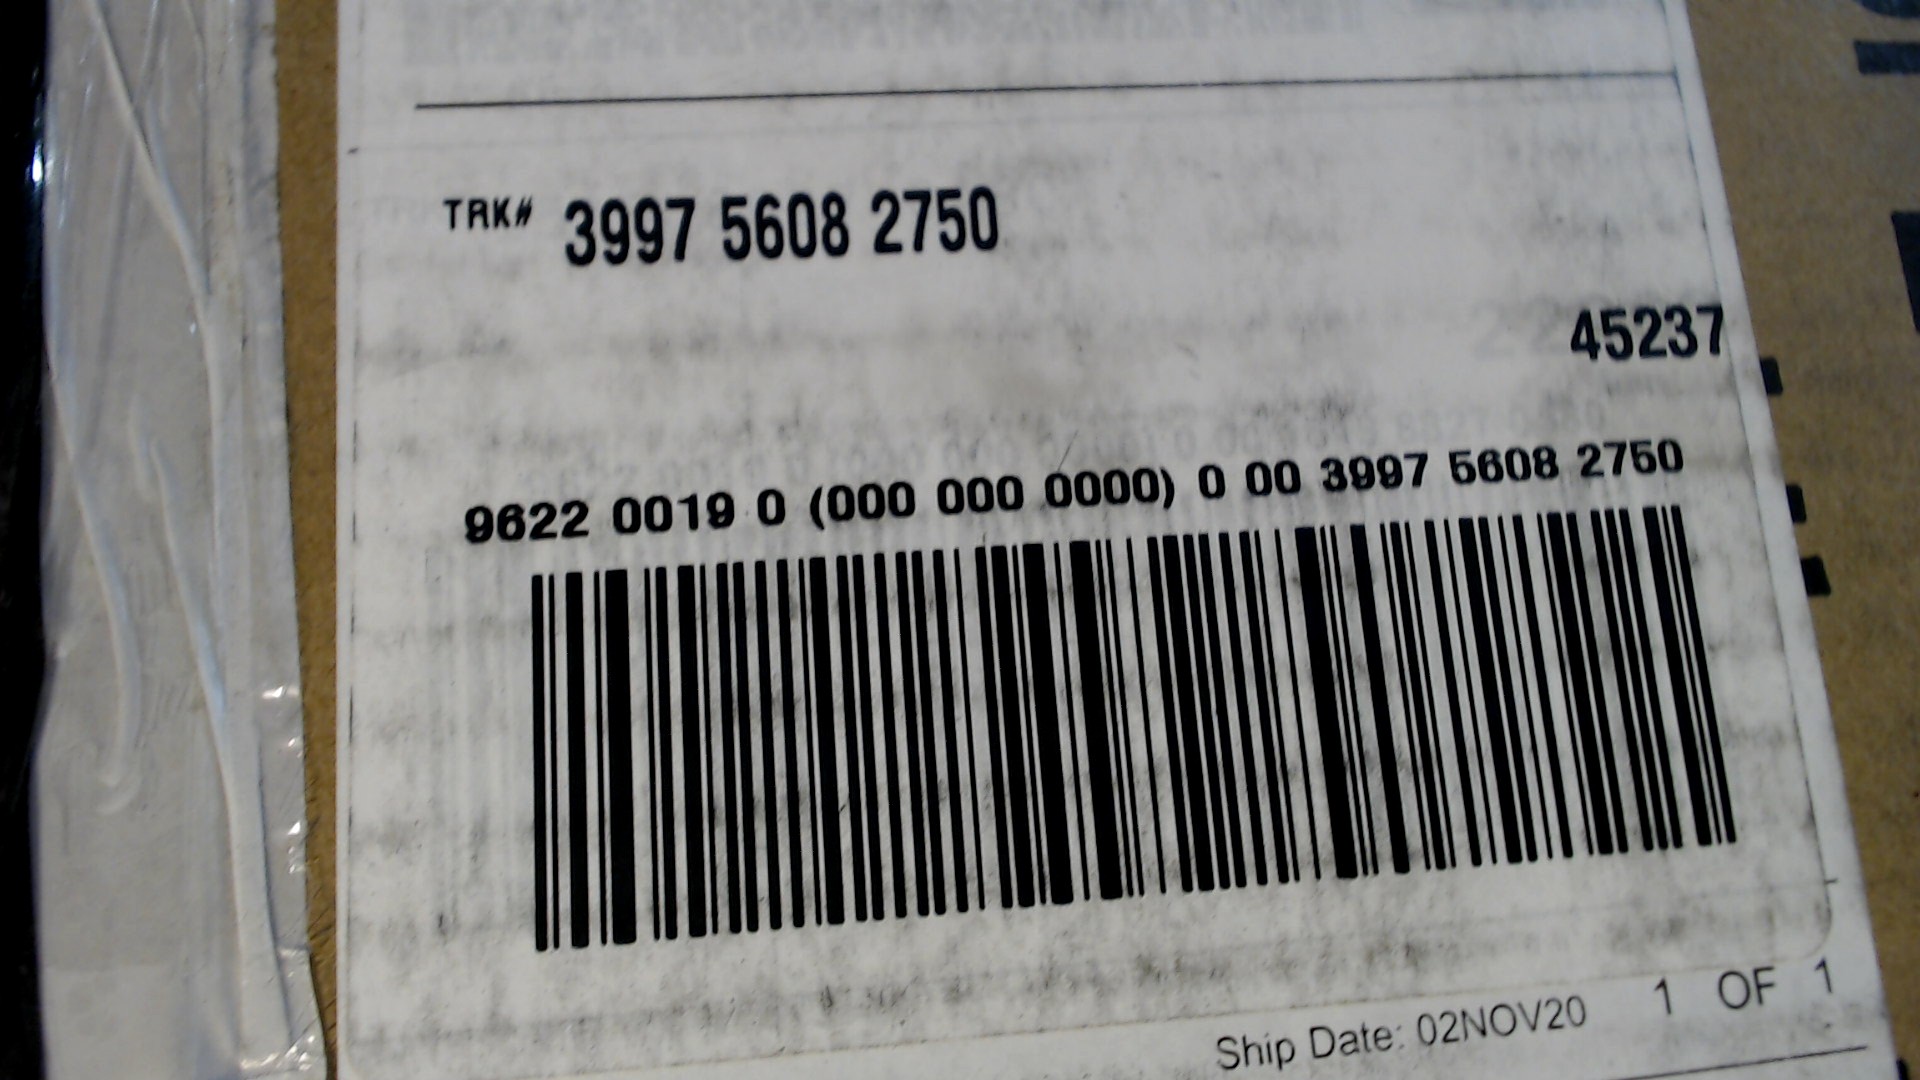 TRK# 3997 5608 2750
45237
9622 0019 0 (000 000 0000) 0 00 3997 5608 2750
Ship Date: 02NOV20 1 OF 1